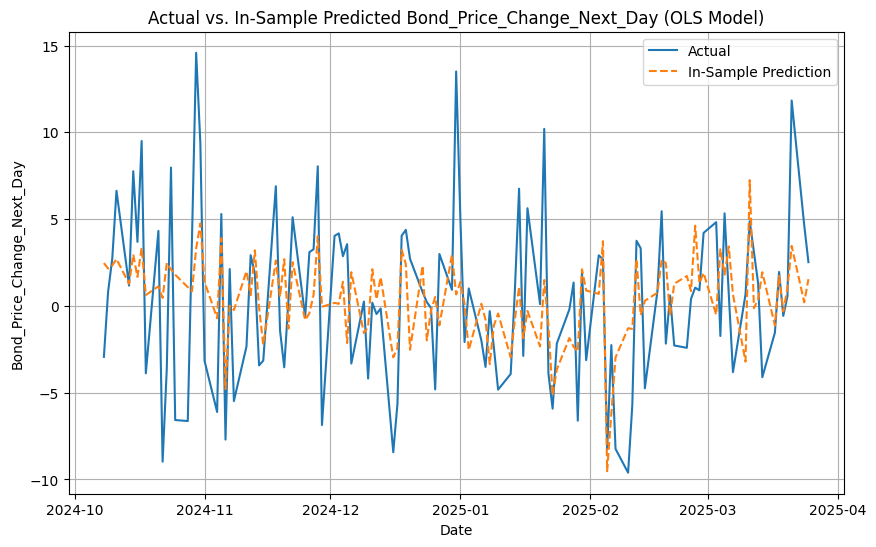 Actual vs. In-Sample Predicted Bond_Price_Change_Next_Day (OLS Model)
Actual
In-Sample Prediction
Bond_Price_Change_Next_Day
15
10
5
0
−5
−10
2024-10
2024-11
2024-12
2025-01
2025-02
2025-03
2025-04
Date